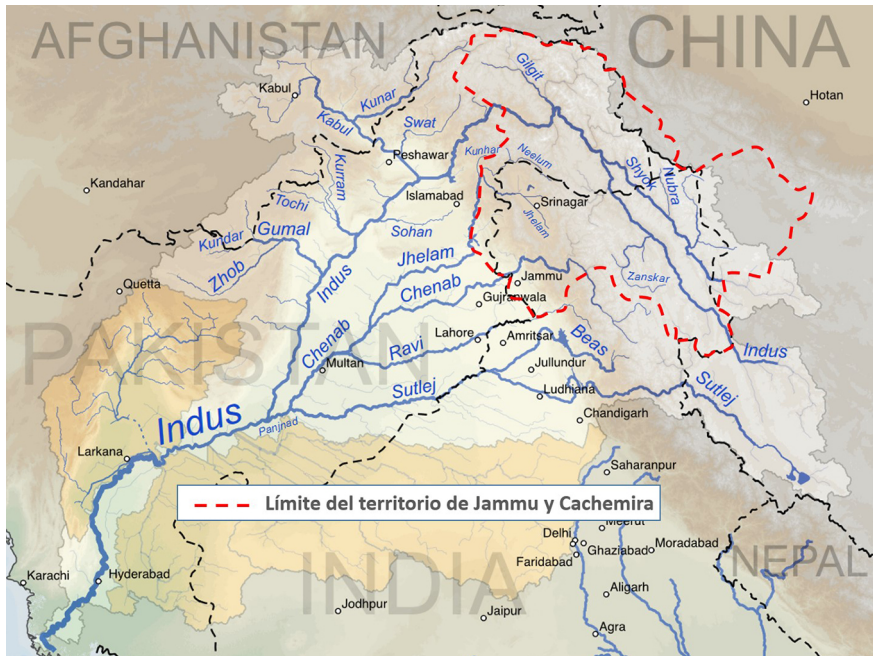 AFGHANISTAN
CHINA
Gilgit
Kabul
Kunar
Hotan
Kabul
Swat
Kunhar
Neelum
Shyok
Nubra
Peshawar
Kandahar
Kurram
Islamabad
Srinagar
Tochi
Jhelam
Sohan
Kundar
Gumal
Jhelam
Zhob
Indus
Zanskar
Jammu
Quetta
Chenab
Gujranwala
PAKISTAN
Lahore
Amritsar
Beas
Chenab
Ravi
Indus
Multan
Jullundur
Sutlej
Sutlej
Ludhiana
Indus
Panjnad
Chandigarh
Larkana
Saharanpur
Límite del territorio de Jammu y Cachemira
Meerut
Delhi
Ghaziabad
Moradabad
Faridabad
NEPAL
Karachi
Hyderabad
INDIA
Aligarh
Jodhpur
Jaipur
Agra